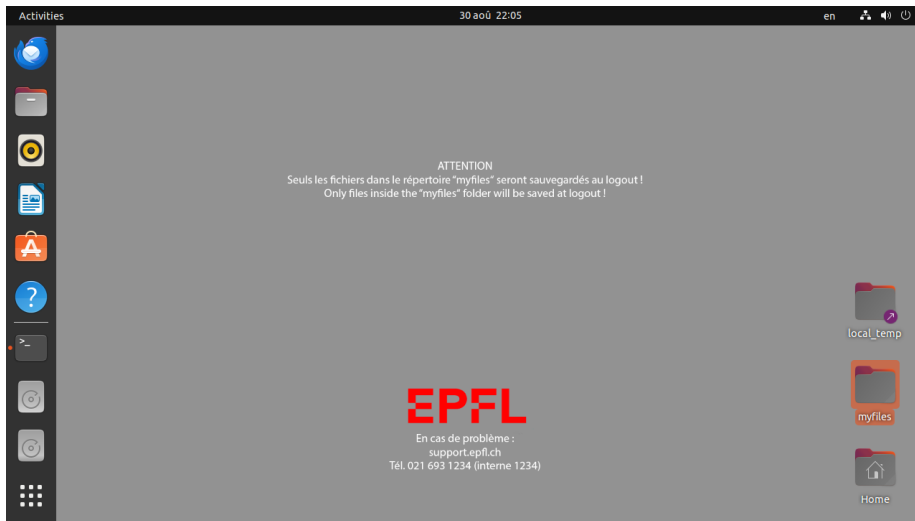 Activities
30 aoû 22:05
en
ATTENTION
Seuls les fichiers dans le répertoire "myfiles" seront sauvegardés au logout !
Only files inside the "myfiles" folder will be saved at logout !
local_temp
myfiles
EPFL
En cas de problème :
support.epfl.ch
Tél. 021 693 1234 (interne 1234)
Home